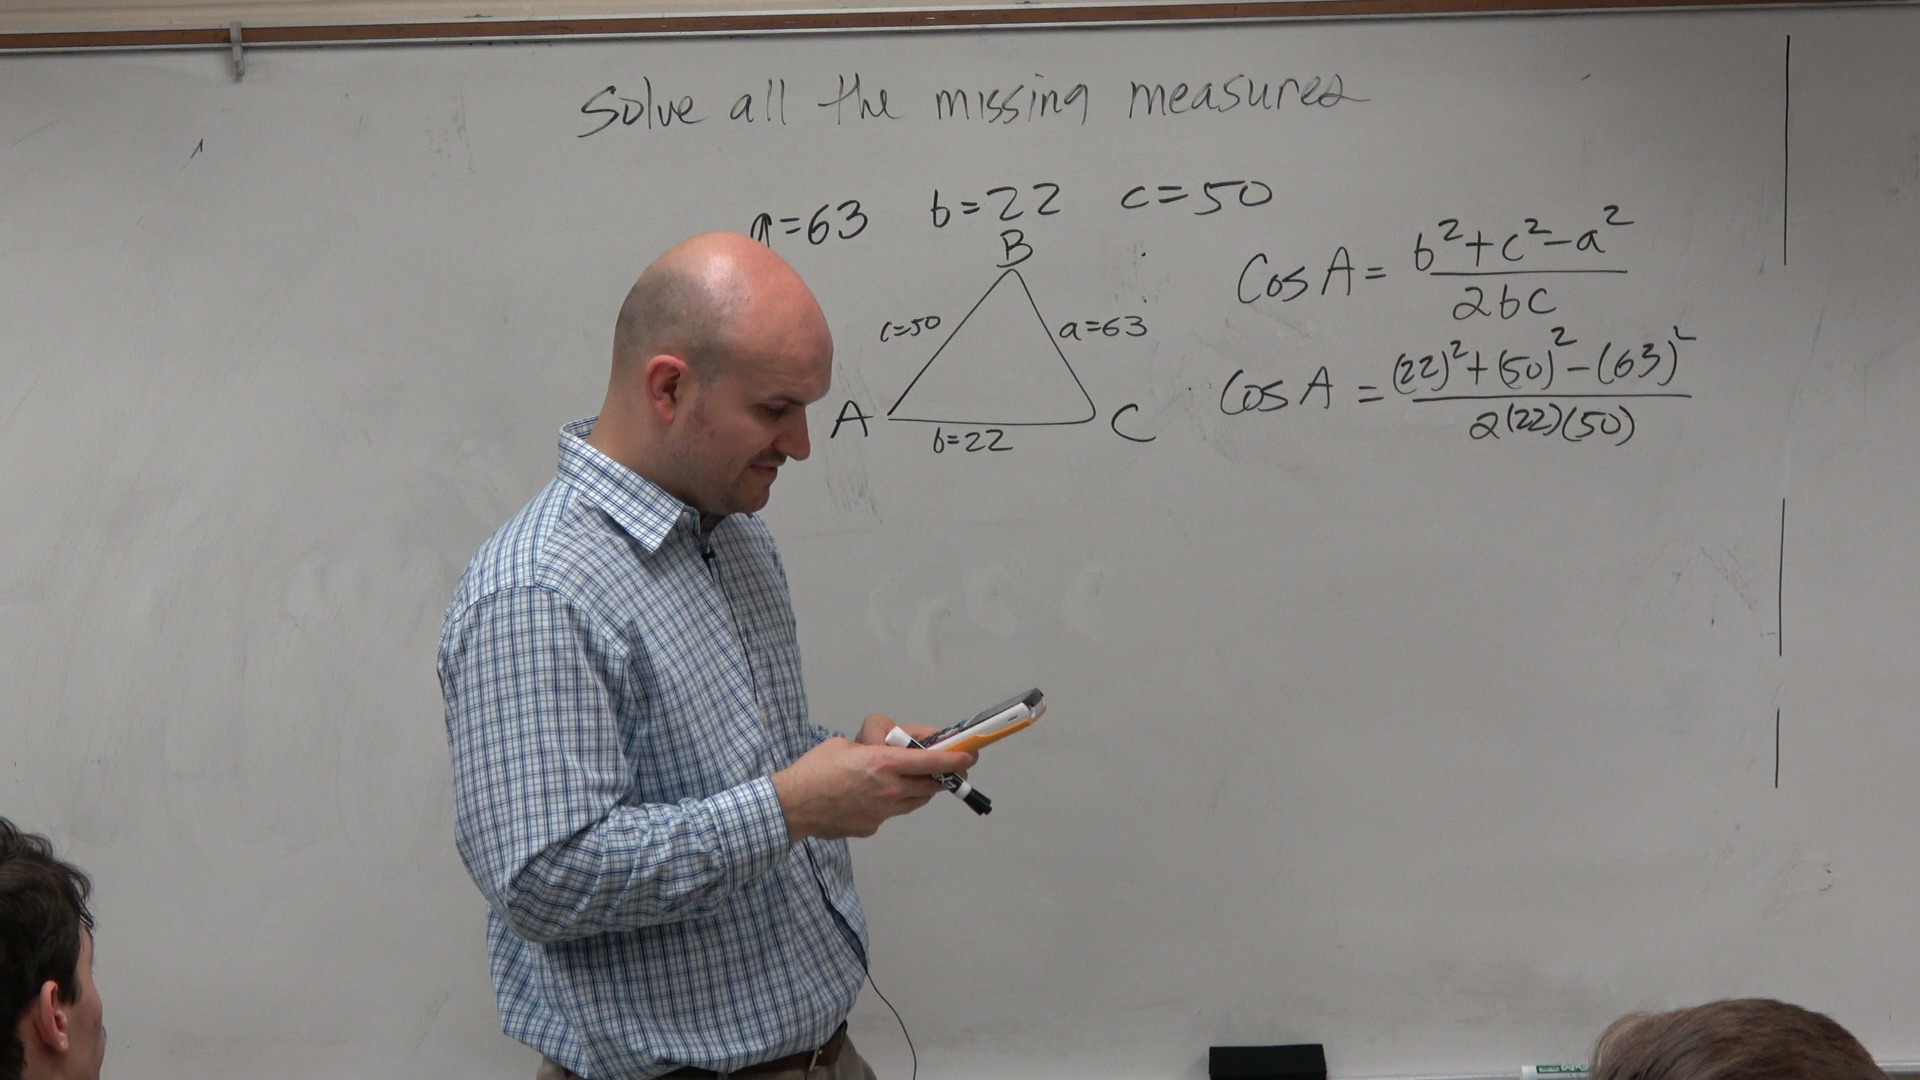 Solve all the missing measures
a=63 b=22 c=50
B
c=50
a=63
A
C
b=22
Cos A = b²+c²-a² / 2bc
Cos A = (22)²+(50)²-(63)² / 2(22)(50)